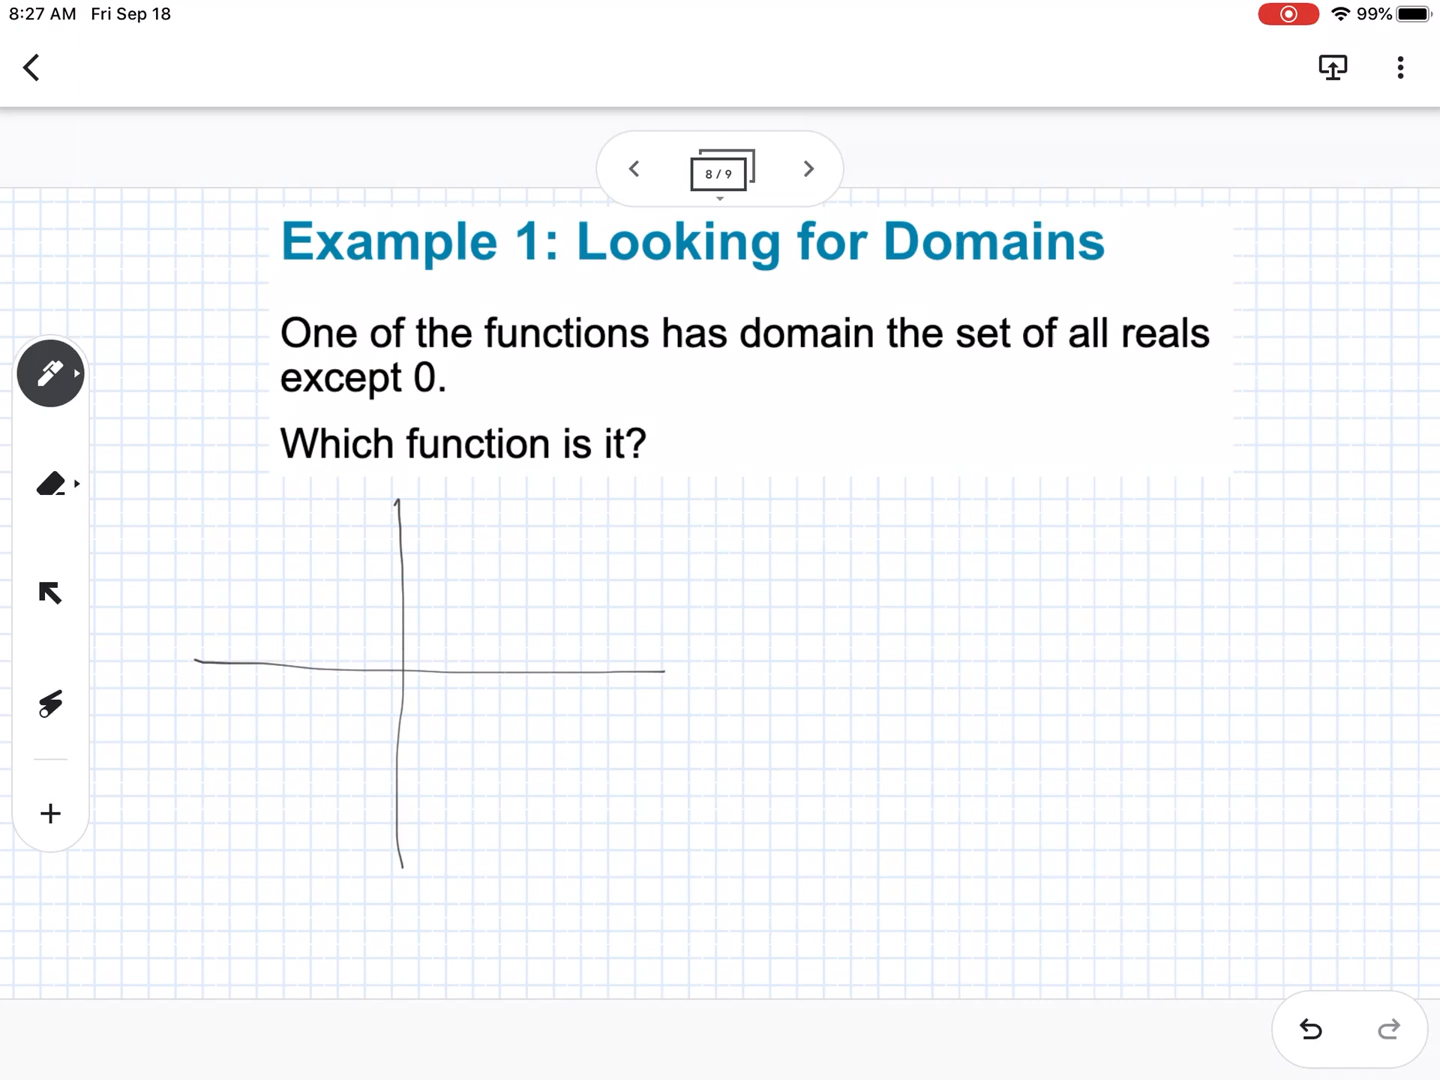 8:27 AM Fri Sep 18
99%
8 / 9
Example 1: Looking for Domains
One of the functions has domain the set of all reals
except 0.
Which function is it?